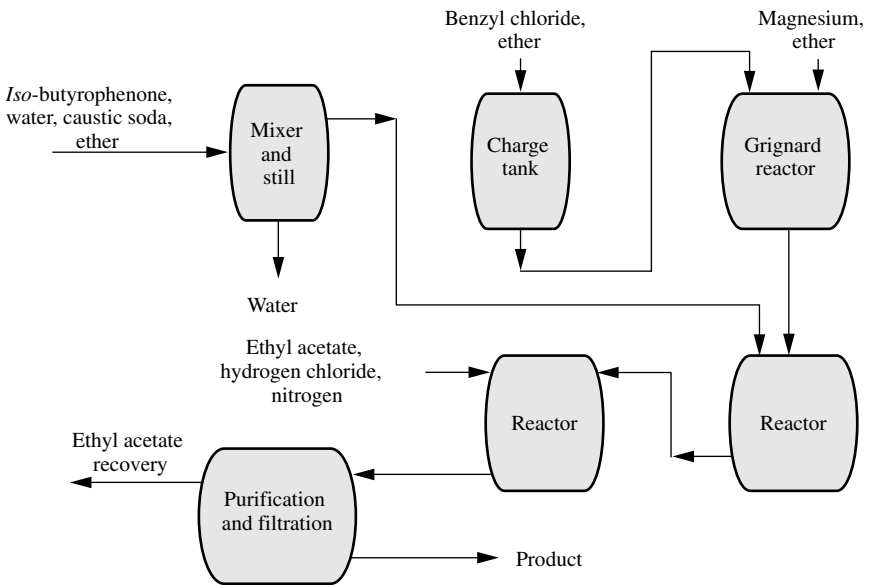 Benzyl chloride,
ether
Magnesium,
ether
Iso-butyrophenone,
water, caustic soda,
ether
Mixer
and
still
Charge
tank
Grignard
reactor
Water
Ethyl acetate,
hydrogen chloride,
nitrogen
Reactor
Reactor
Ethyl acetate
recovery
Purification
and filtration
Product